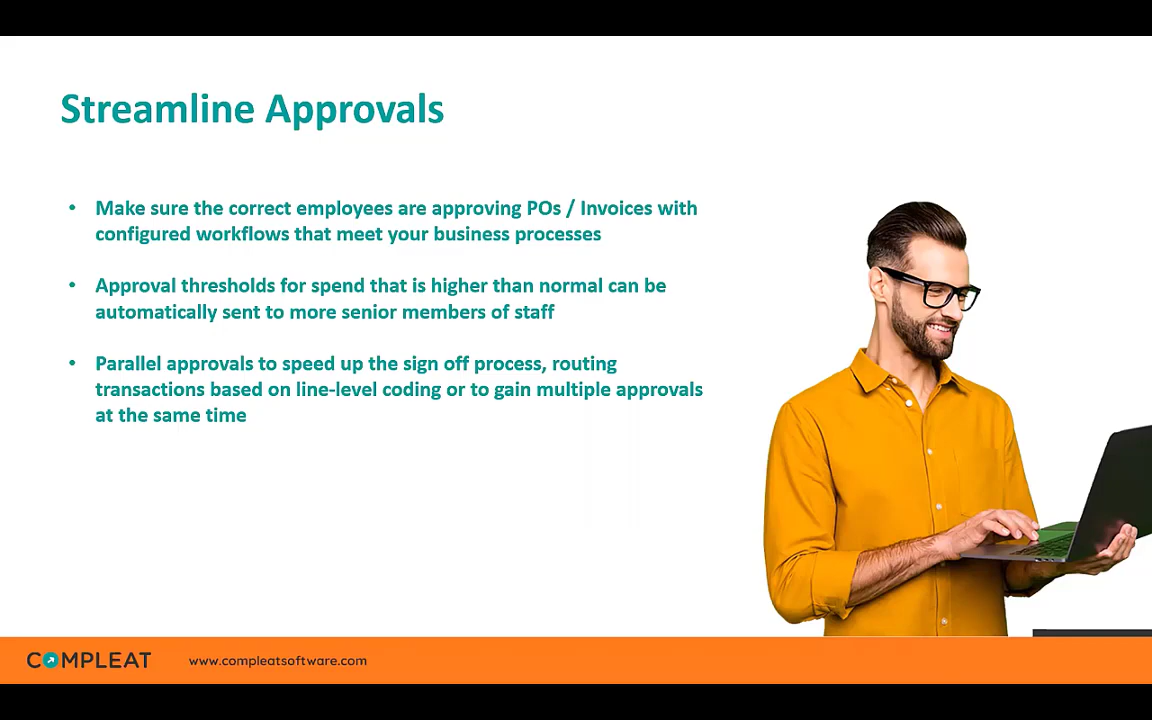 Streamline Approvals
• Make sure the correct employees are approving POs / Invoices with
configured workflows that meet your business processes
• Approval thresholds for spend that is higher than normal can be
automatically sent to more senior members of staff
• Parallel approvals to speed up the sign off process, routing
transactions based on line-level coding or to gain multiple approvals
at the same time
COMPLEAT www.compleatsoftware.com